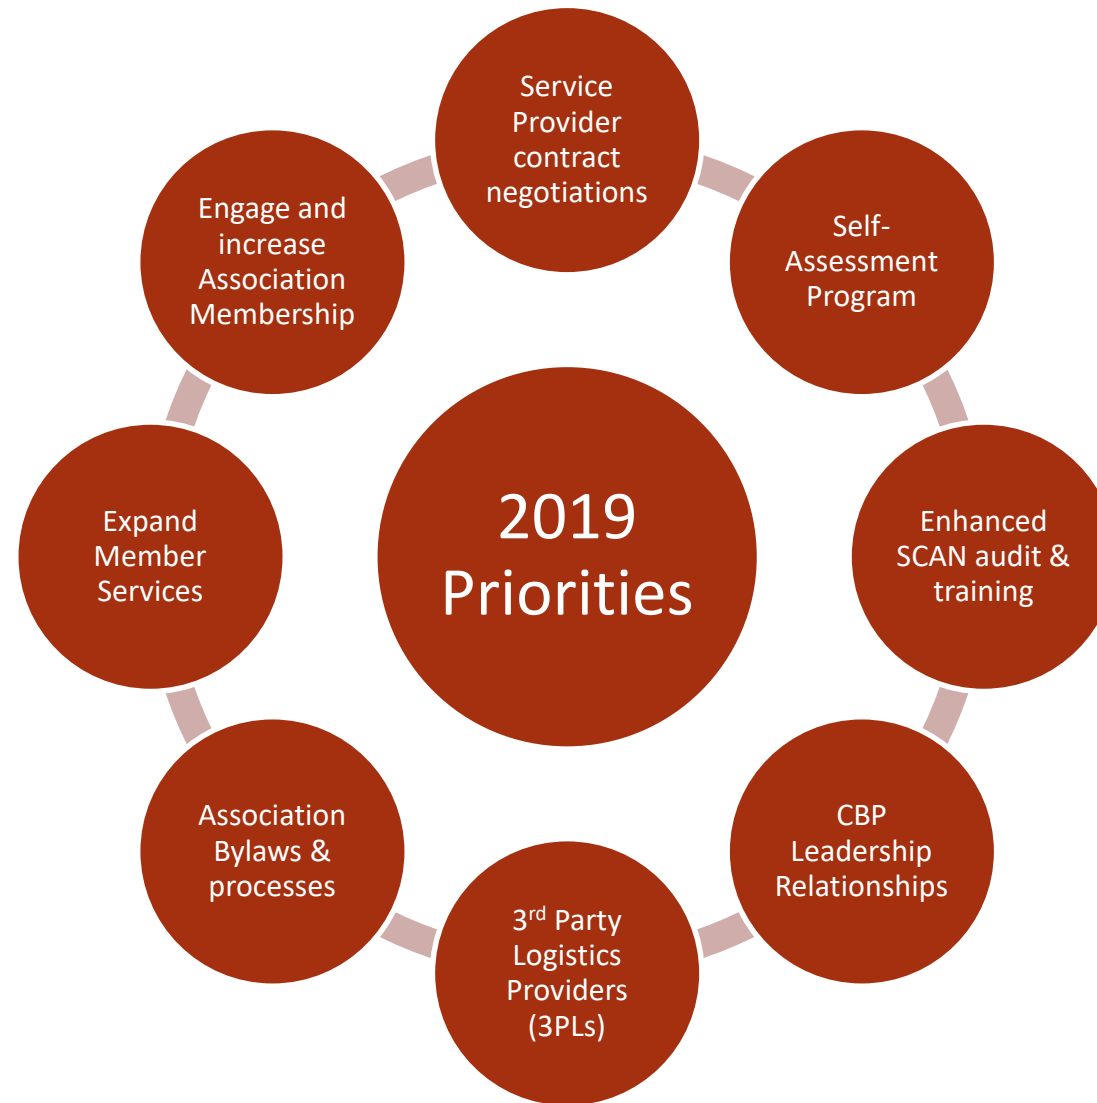 Service
Provider
contract
negotiations
Self-
Assessment
Program
Enhanced
SCAN audit &
training
CBP
Leadership
Relationships
3rd Party
Logistics
Providers
(3PLs)
Association
Bylaws &
processes
Expand
Member
Services
Engage and
increase
Association
Membership
2019
Priorities